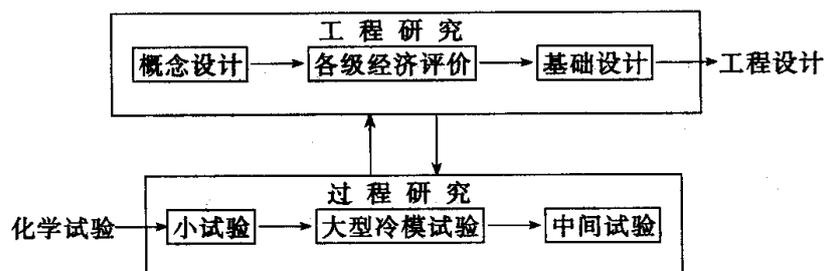 工程研究
概念设计 各级经济评价 基础设计 工程设计
过程研究
化学试验 小试验 大型冷模试验 中间试验